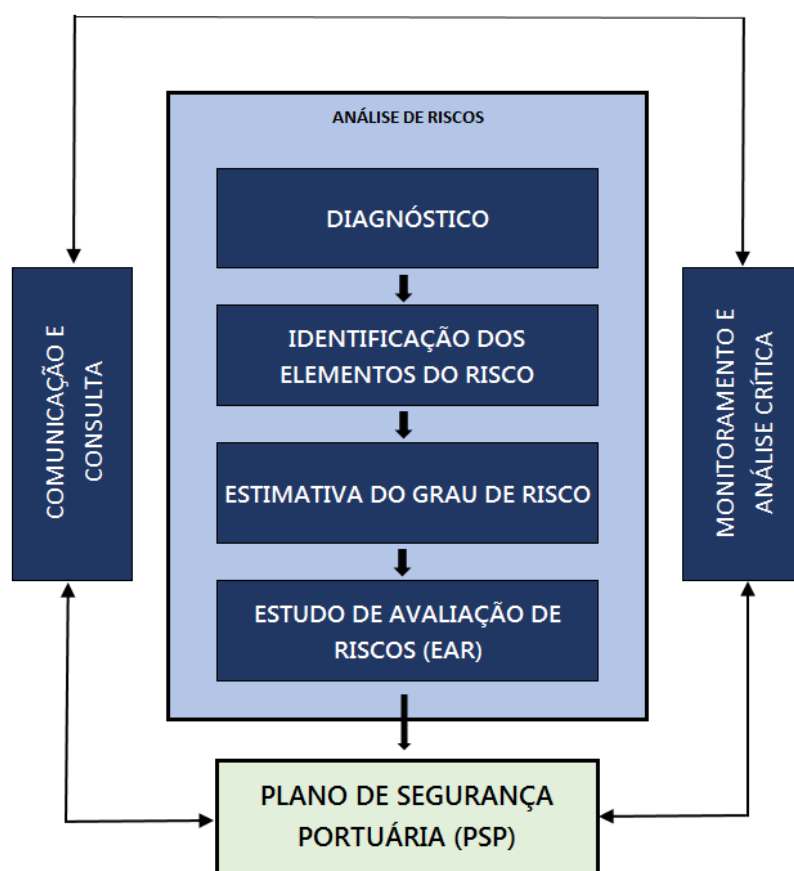 ANÁLISE DE RISCOS
DIAGNÓSTICO
IDENTIFICAÇÃO DOS
ELEMENTOS DO RISCO
ESTIMATIVA DO GRAU DE RISCO
ESTUDO DE AVALIAÇÃO DE
RISCOS (EAR)
COMUNICAÇÃO E
CONSULTA
MONITORAMENTO E
ANÁLISE CRÍTICA
PLANO DE SEGURANÇA
PORTUÁRIA (PSP)